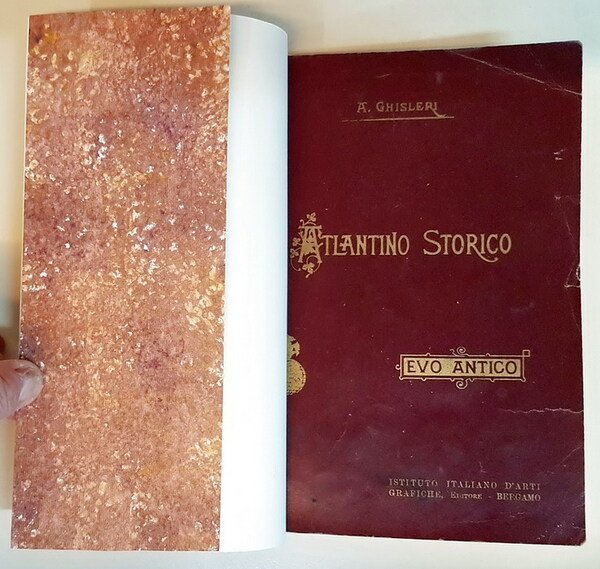 A. GHISLERI
ATLANTINO STORICO
EVO ANTICO
ISTITUTO ITALIANO D'ARTI
GRAFICHE, EDITORE - BERGAMO